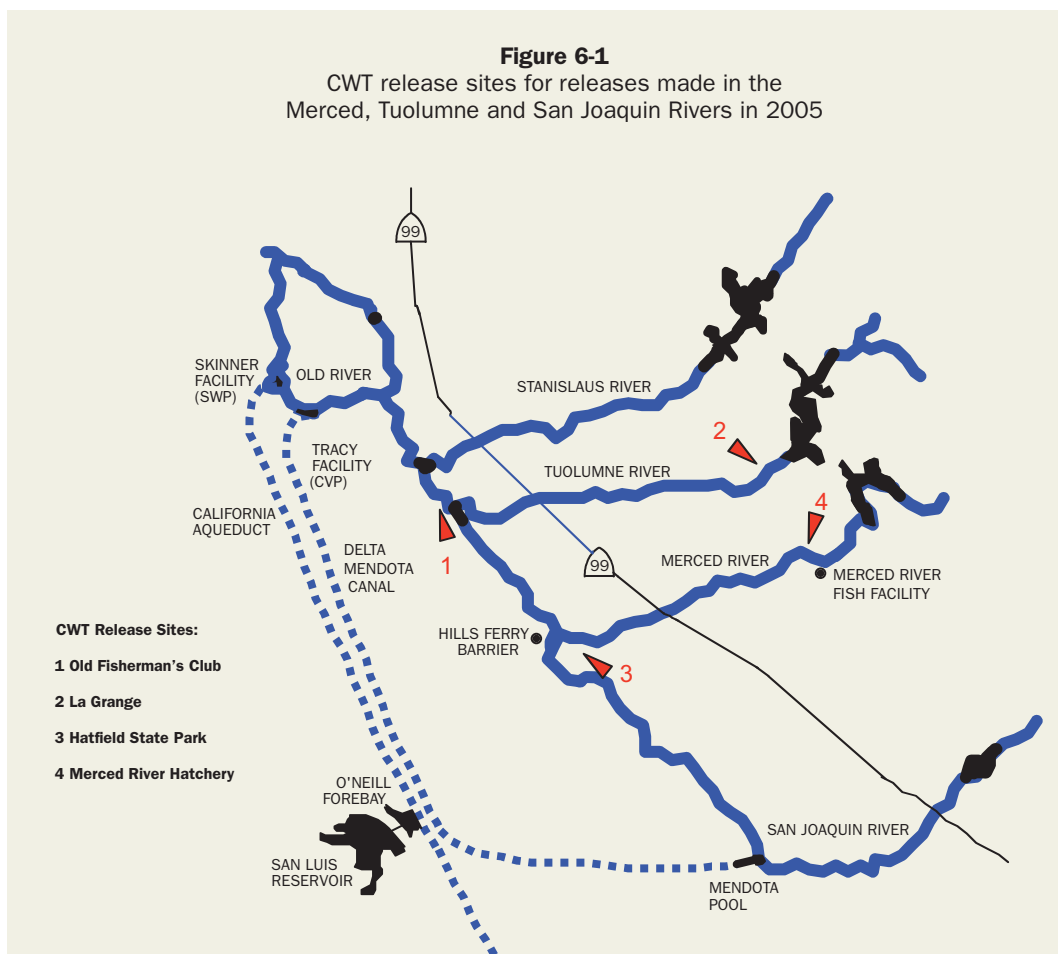 Figure 6-1
CWT release sites for releases made in the
Merced, Tuolumne and San Joaquin Rivers in 2005
99
SKINNER
FACILITY
(SWP)
OLD RIVER
STANISLAUS RIVER
2
TRACY
FACILITY
(CVP)
TUOLUMNE RIVER
4
CALIFORNIA
AQUEDUCT
DELTA
MENDOTA
CANAL
1
99
MERCED RIVER
MERCED RIVER
FISH FACILITY
HILLS FERRY
BARRIER
3
CWT Release Sites:
1 Old Fisherman's Club
2 La Grange
3 Hatfield State Park
4 Merced River Hatchery
O'NEILL
FOREBAY
SAN LUIS
RESERVOIR
SAN JOAQUIN RIVER
MENDOTA
POOL